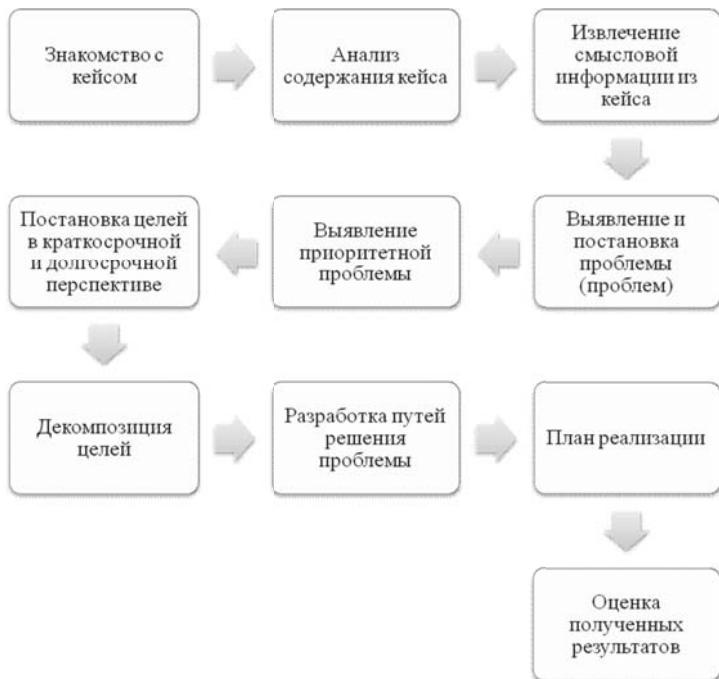 Знакомство с
кейсом
Анализ
содержания кейса
Извлечение
смысловой
информации из
кейса
Выявление и
постановка
проблемы
(проблем)
Выявление
приоритетной
проблемы
Постановка целей
в краткосрочной
и долгосрочной
перспективе
Декомпозиция
целей
Разработка путей
решения
проблемы
План реализации
Оценка
полученных
результатов